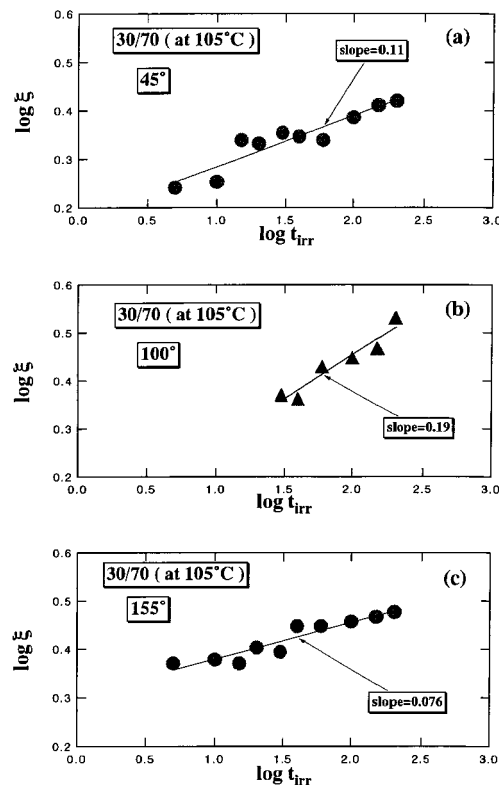 0.6
30/70 ( at 105°C )
(a)
slope=0.11
0.5
45°
log ξ
0.4
0.3
0.2
0.0 0.5 1.0 1.5 2.0 2.5 3.0
log tirr
0.6
30/70 ( at 105°C )
(b)
0.5
100°
log ξ
0.4
slope=0.19
0.3
0.2
0.0 0.5 1.0 1.5 2.0 2.5 3.0
log tirr
0.6
30/70 ( at 105°C )
(c)
0.5
155°
log ξ
0.4
slope=0.076
0.3
0.2
0.0 0.5 1.0 1.5 2.0 2.5 3.0
log tirr